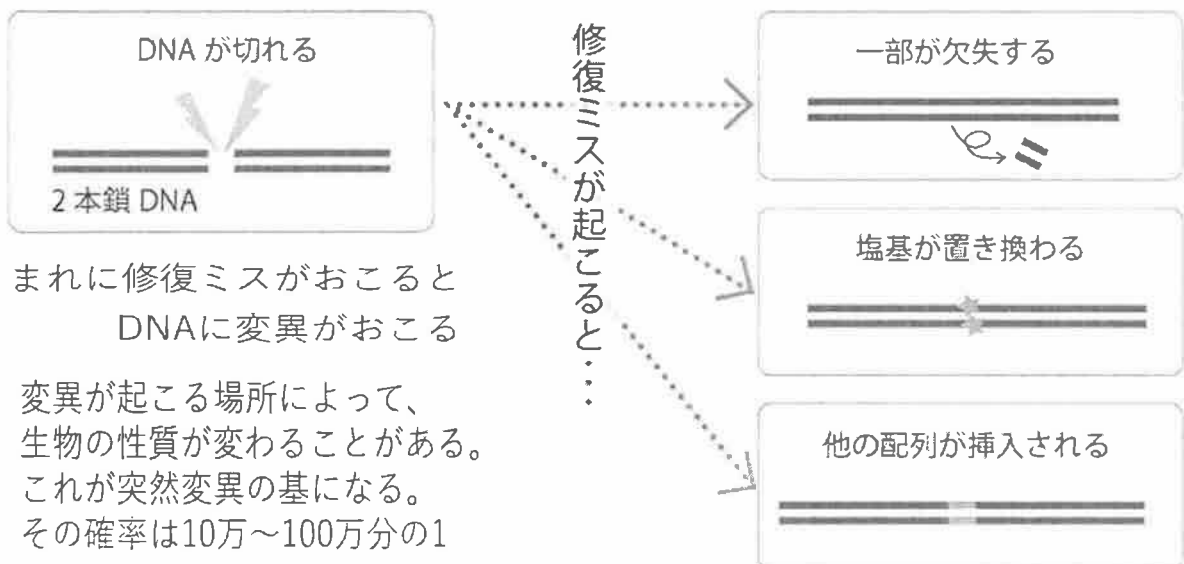 DNA が切れる
2 本鎖 DNA
まれに修復ミスがおこると
DNAに変異がおこる
変異が起こる場所によって、
生物の性質が変わることがある。
これが突然変異の基になる。
その確率は10万～100万分の1
修復ミスが起こると・・・
一部が欠失する
塩基が置き換わる
他の配列が挿入される